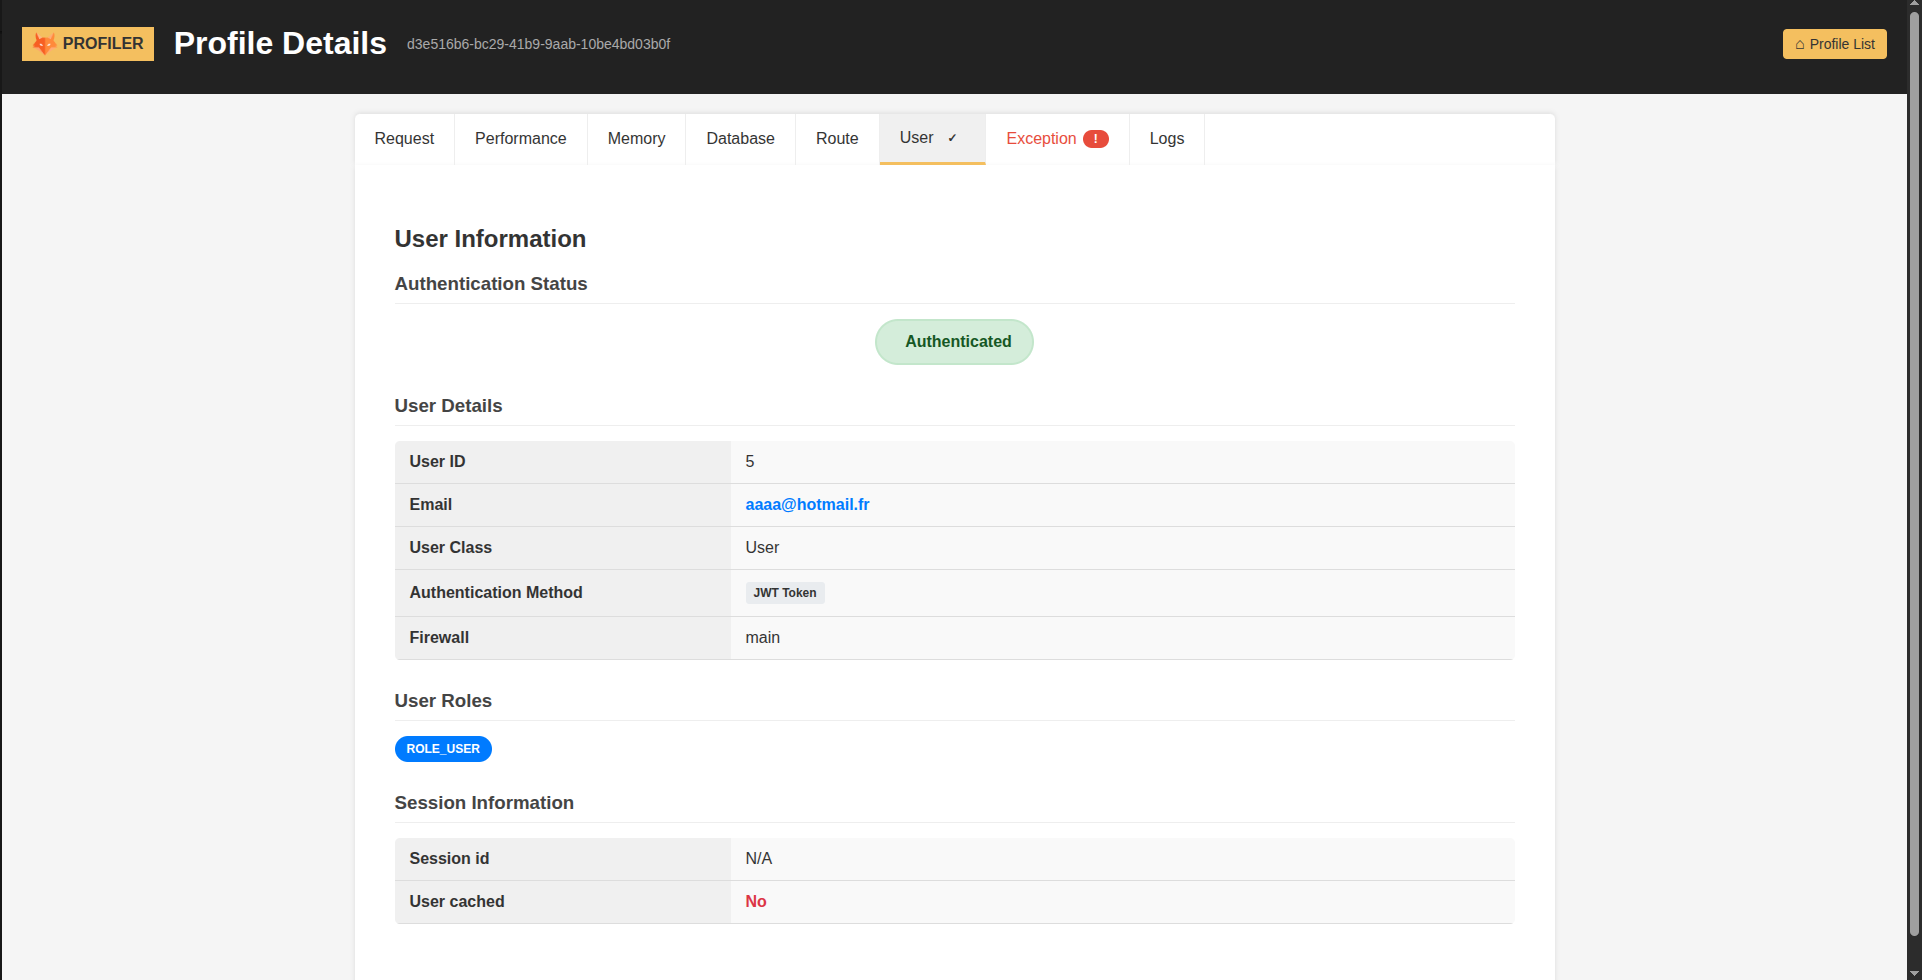 PROFILER Profile Details d3e516b6-bc29-41b9-9aab-10be4bd03b0f ⌂ Profile List
Request Performance Memory Database Route User ✓ Exception ! Logs
User Information
Authentication Status
Authenticated
User Details
User ID 5
Email aaaa@hotmail.fr
User Class User
Authentication Method JWT Token
Firewall main
User Roles
ROLE_USER
Session Information
Session id N/A
User cached No